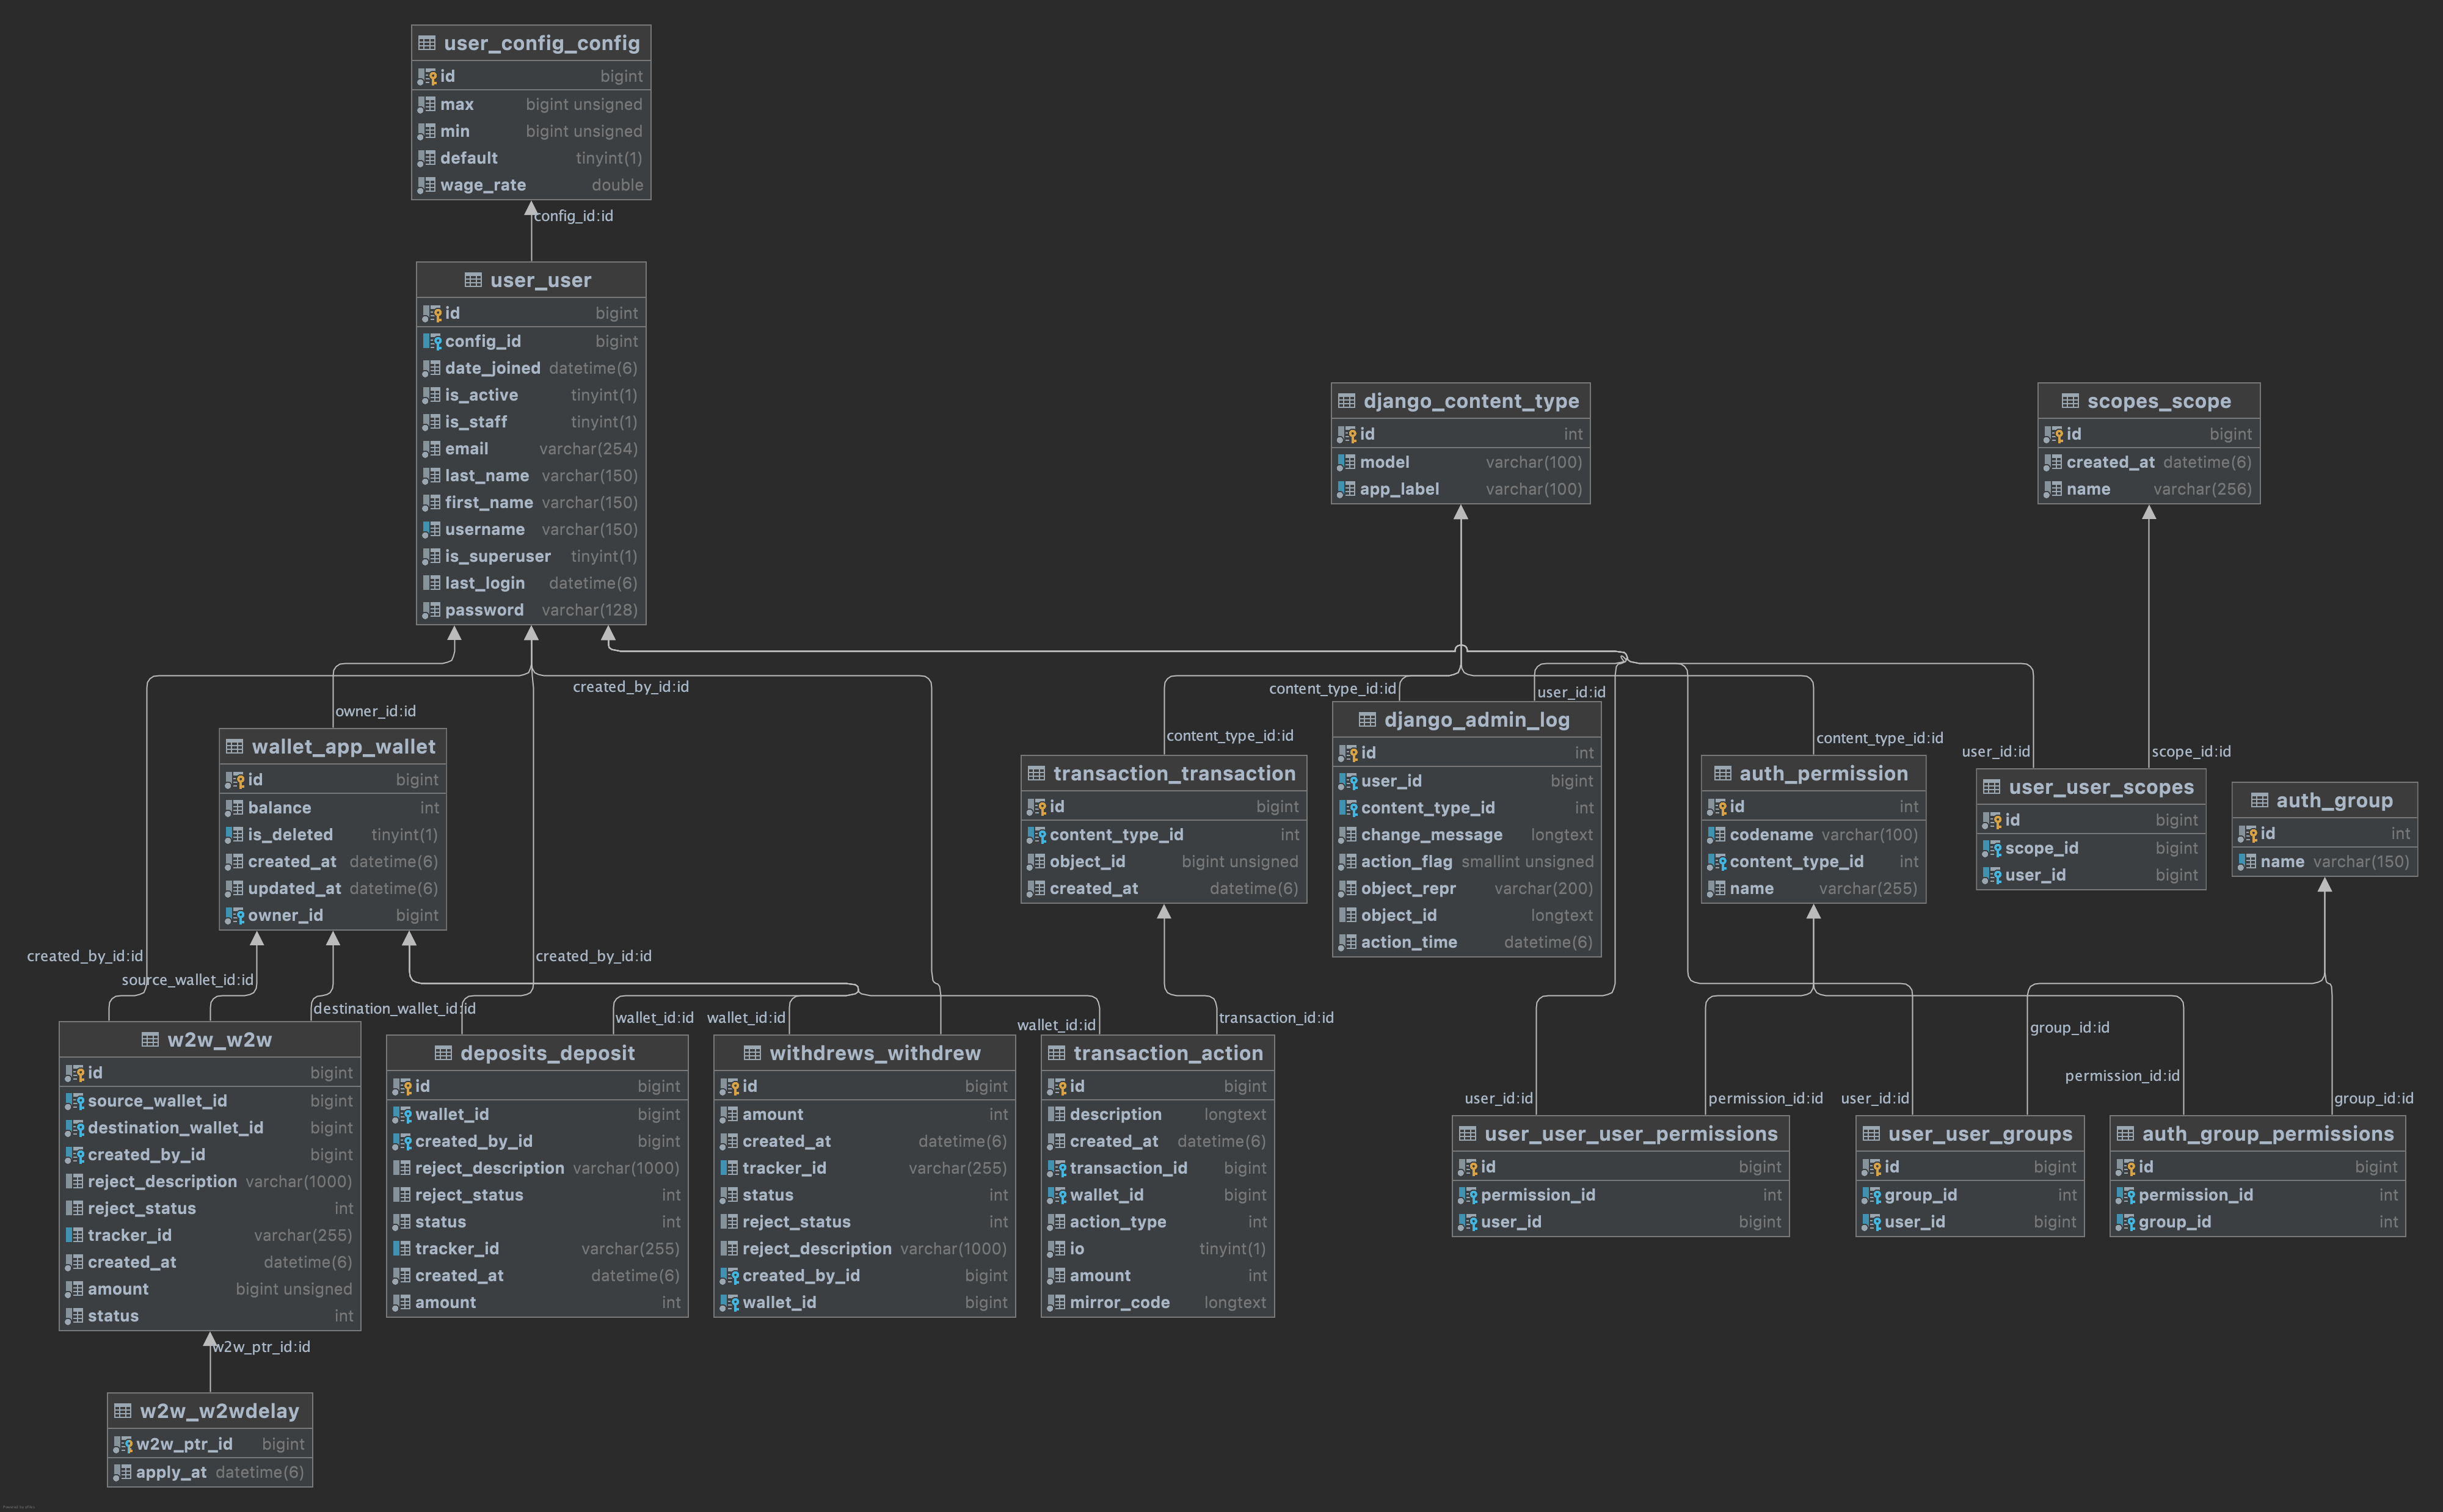 user_config_config
id bigint
max bigint unsigned
min bigint unsigned
default tinyint(1)
wage_rate double
config_id:id
user_user
id bigint
config_id bigint
date_joined datetime(6)
is_active tinyint(1)
is_staff tinyint(1)
email varchar(254)
last_name varchar(150)
first_name varchar(150)
username varchar(150)
is_superuser tinyint(1)
last_login datetime(6)
password varchar(128)
django_content_type
id int
model varchar(100)
app_label varchar(100)
scopes_scope
id bigint
created_at datetime(6)
name varchar(256)
created_by_id:id
owner_id:id
content_type_id:id
user_id:id
content_type_id:id
content_type_id:id
user_id:id
scope_id:id
wallet_app_wallet
id bigint
balance int
is_deleted tinyint(1)
created_at datetime(6)
updated_at datetime(6)
owner_id bigint
transaction_transaction
id bigint
content_type_id int
object_id bigint unsigned
created_at datetime(6)
django_admin_log
id int
user_id bigint
content_type_id int
change_message longtext
action_flag smallint unsigned
object_repr varchar(200)
object_id longtext
action_time datetime(6)
auth_permission
id int
codename varchar(100)
content_type_id int
name varchar(255)
user_user_scopes
id bigint
scope_id bigint
user_id bigint
auth_group
id int
name varchar(150)
created_by_id:id
source_wallet_id:id
destination_wallet_id:id
created_by_id:id
wallet_id:id
wallet_id:id
wallet_id:id
transaction_id:id
w2w_w2w
id bigint
source_wallet_id bigint
destination_wallet_id bigint
created_by_id bigint
reject_description varchar(1000)
reject_status int
tracker_id varchar(255)
created_at datetime(6)
amount bigint unsigned
status int
deposits_deposit
id bigint
wallet_id bigint
created_by_id bigint
reject_description varchar(1000)
reject_status int
status int
tracker_id varchar(255)
created_at datetime(6)
amount int
withdrews_withdrew
id bigint
amount int
created_at datetime(6)
tracker_id varchar(255)
status int
reject_status int
reject_description varchar(1000)
created_by_id bigint
wallet_id bigint
transaction_action
id bigint
description longtext
created_at datetime(6)
transaction_id bigint
wallet_id bigint
action_type int
io tinyint(1)
amount int
mirror_code longtext
user_id:id
permission_id:id
user_id:id
group_id:id
permission_id:id
group_id:id
user_user_user_permissions
id bigint
permission_id int
user_id bigint
user_user_groups
id bigint
group_id int
user_id bigint
auth_group_permissions
id bigint
permission_id int
group_id int
w2w_ptr_id:id
w2w_w2wdelay
w2w_ptr_id bigint
apply_at datetime(6)